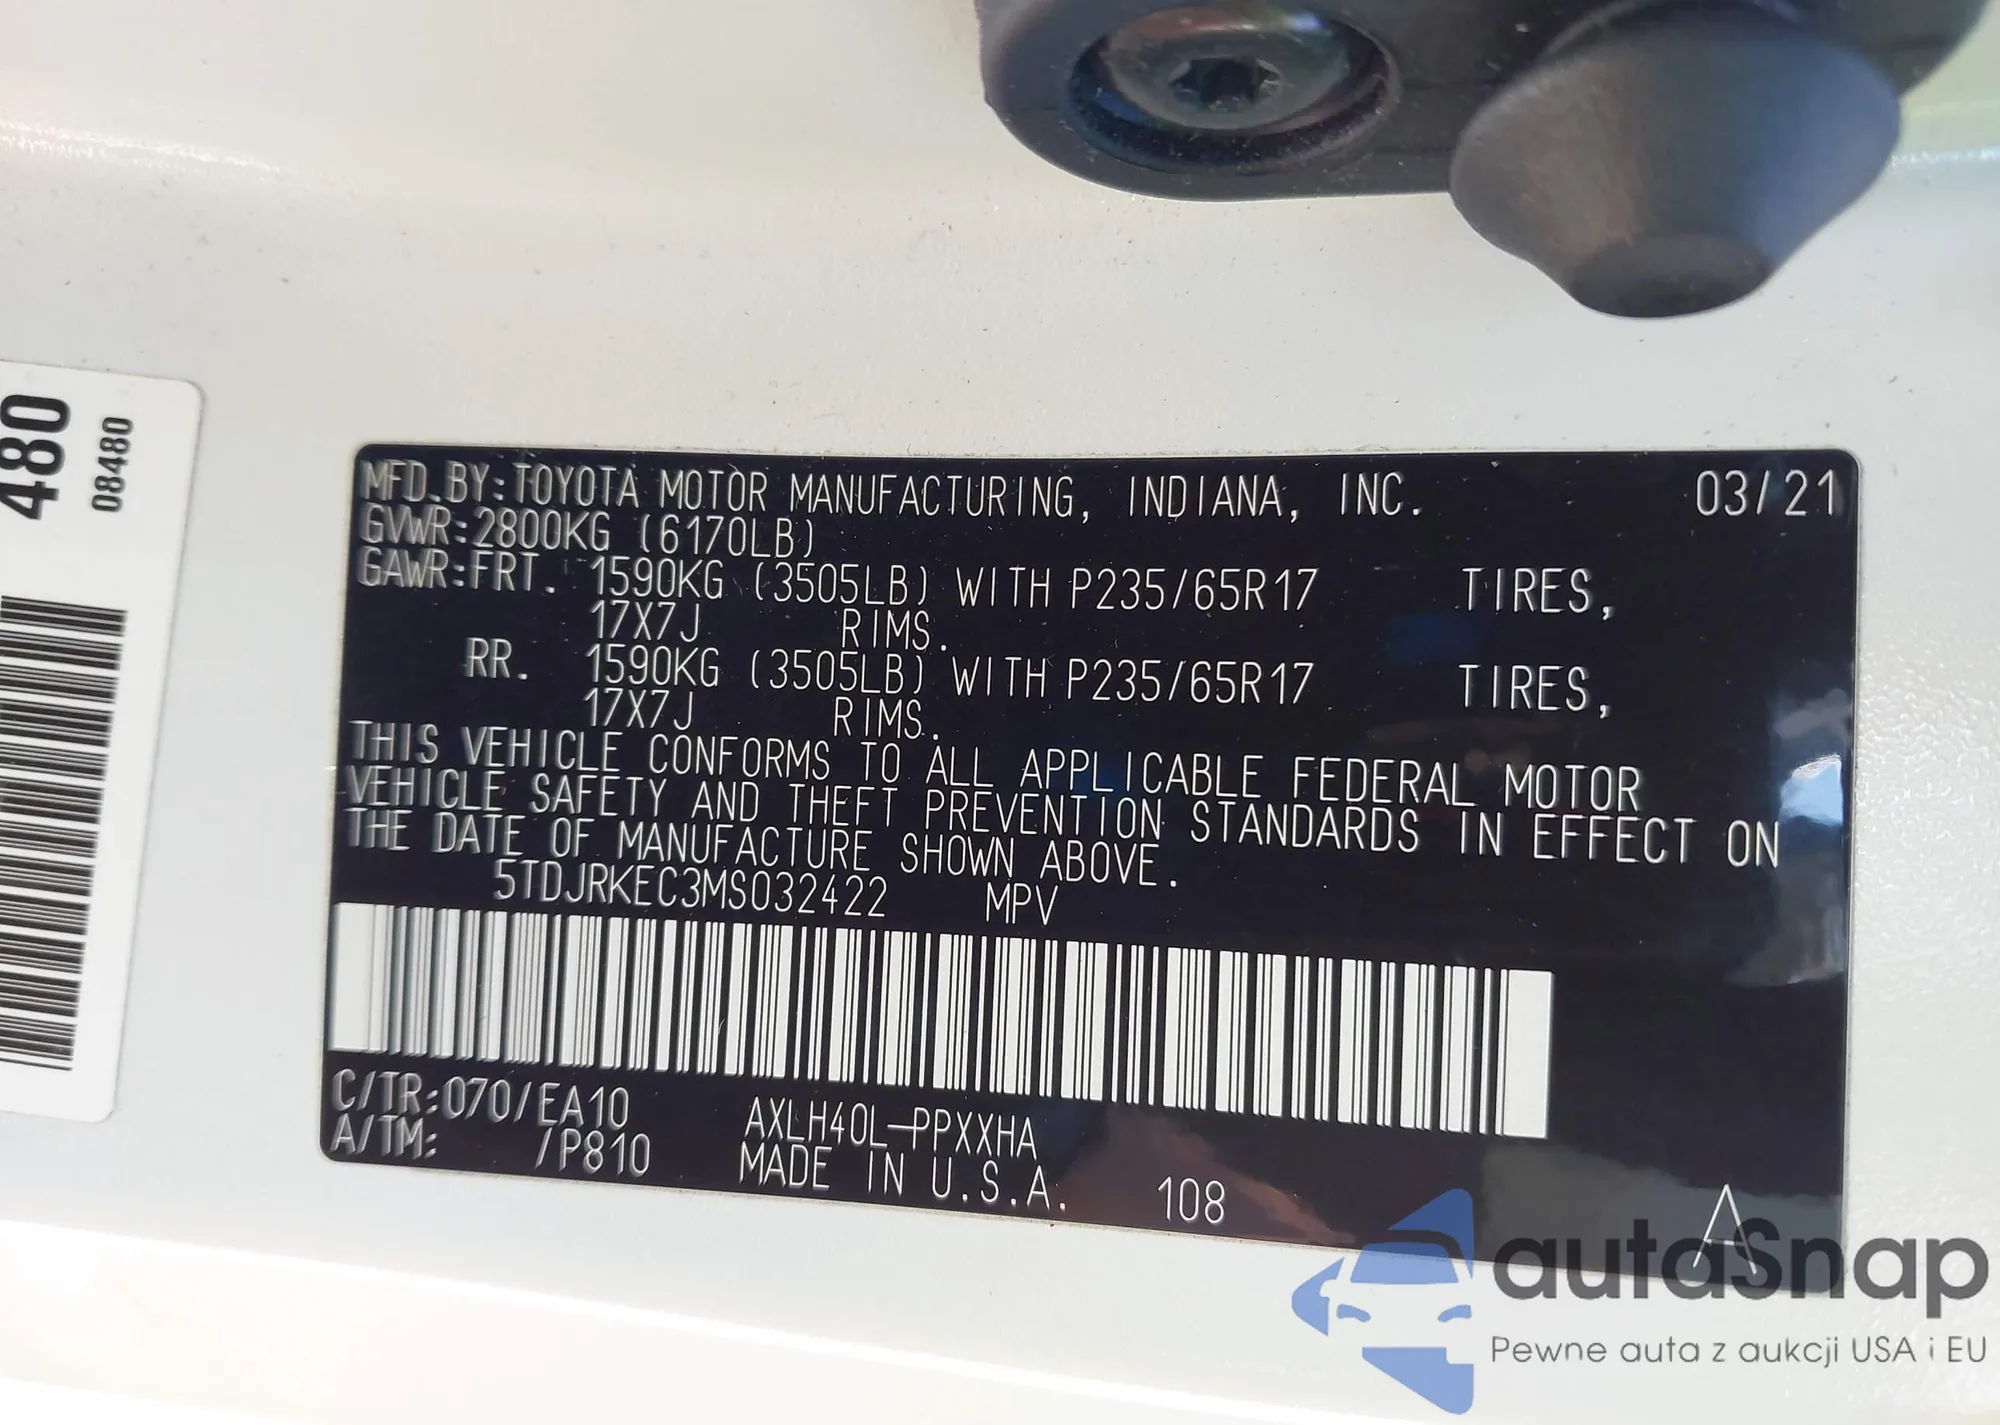 480
08480
MFD.BY:TOYOTA MOTOR MANUFACTURING, INDIANA, INC. 03/21
GVWR:2800KG (6170LB)
GAWR:FRT. 1590KG (3505LB) WITH P235/65R17 TIRES,
17X7J RIMS.
RR. 1590KG (3505LB) WITH P235/65R17 TIRES,
17X7J RIMS.
THIS VEHICLE CONFORMS TO ALL APPLICABLE FEDERAL MOTOR
VEHICLE SAFETY AND THEFT PREVENTION STANDARDS IN EFFECT ON
THE DATE OF MANUFACTURE SHOWN ABOVE.
5TDJRKEC3MS032422 MPV
C/TR:070/EA10 AXLH40L-PPXXHA
A/TM: /P810 MADE IN U.S.A. 108
A
autaSnap
Pewne auta z aukcji USA i EU